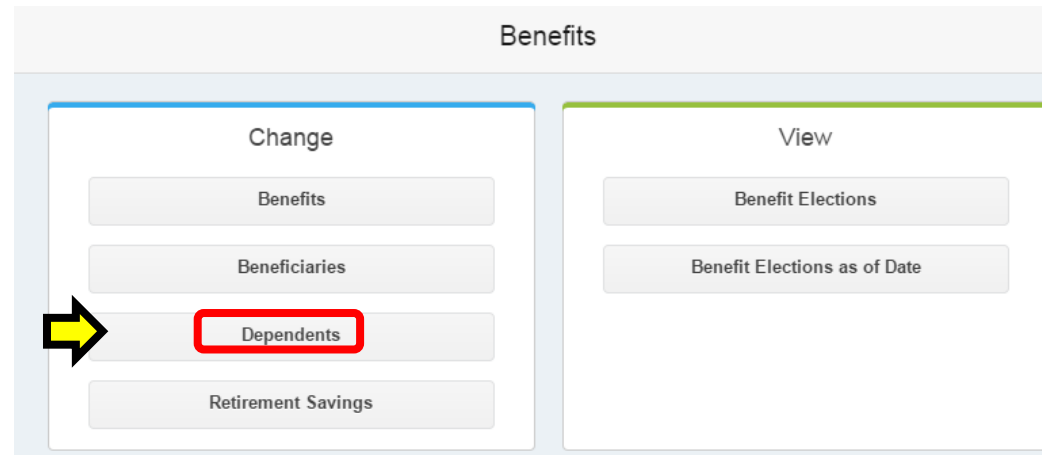 Benefits
Change
Benefits
Beneficiaries
Dependents
Retirement Savings
View
Benefit Elections
Benefit Elections as of Date